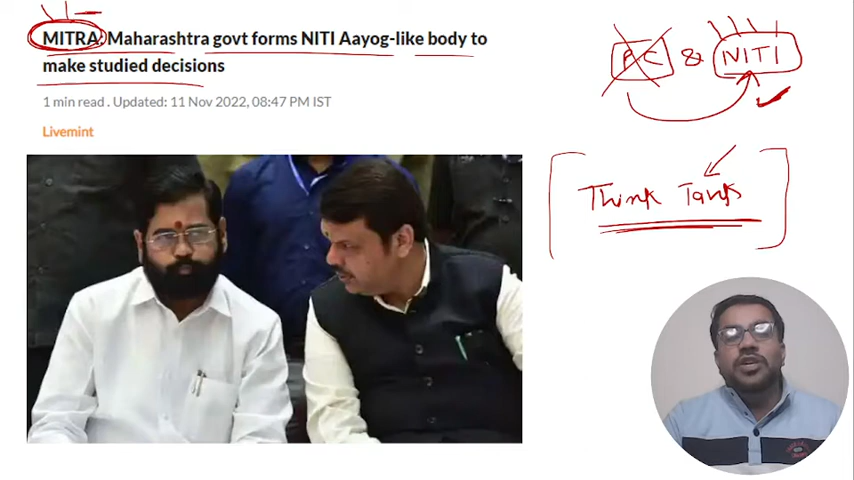 MITRA: Maharashtra govt forms NITI Aayog-like body to
make studied decisions
1 min read . Updated: 11 Nov 2022, 08:47 PM IST
Livemint
PC & NITI
Think Tanks